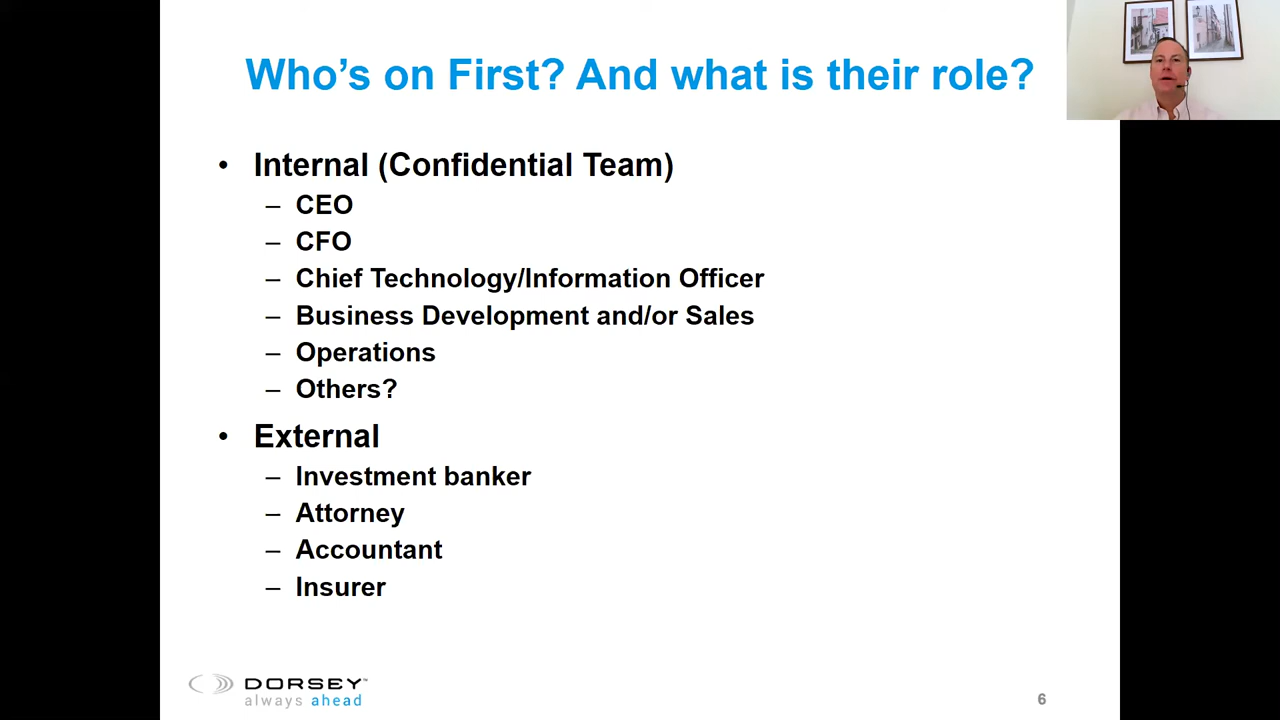 Who's on First? And what is their role?
• Internal (Confidential Team)
– CEO
– CFO
– Chief Technology/Information Officer
– Business Development and/or Sales
– Operations
– Others?
• External
– Investment banker
– Attorney
– Accountant
– Insurer
DORSEY™
always ahead
6